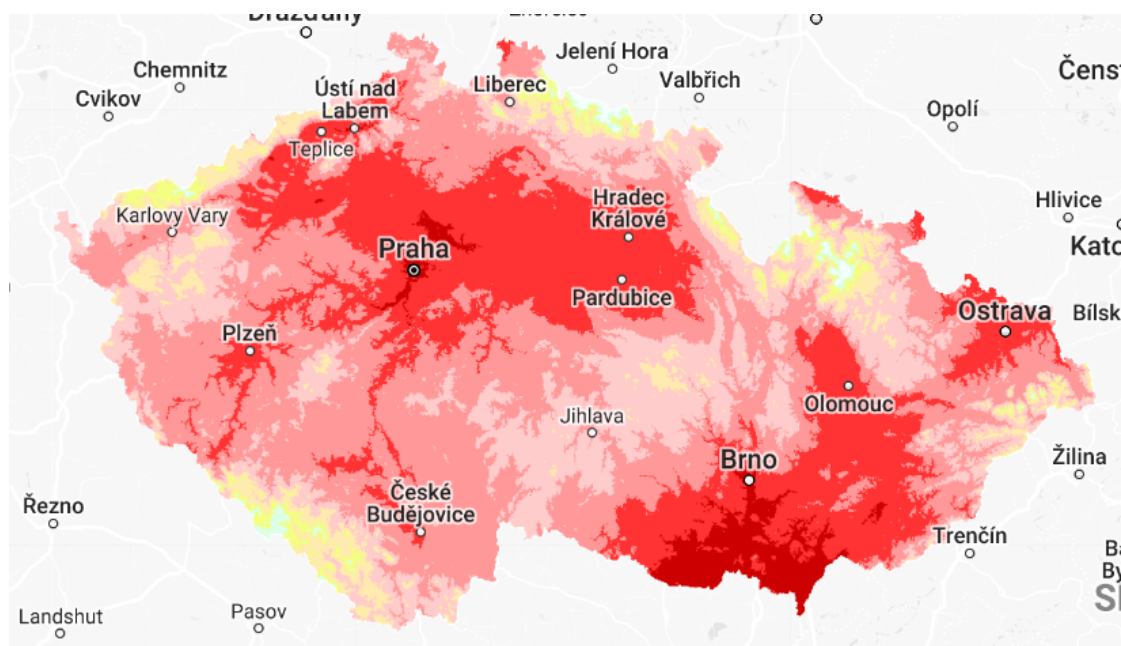 Drážďany
Chemnitz
Cvikov
Ústí nad
Labem
Teplice
Liberec
Jelení Hora
Valbřich
Opolí
Karlovy Vary
Praha
Hradec
Králové
Pardubice
Hlivice
Plzeň
Ostrava
Olomouc
Jihlava
Brno
Žilina
Řezno
České
Budějovice
Trenčín
Landshut
Pasov